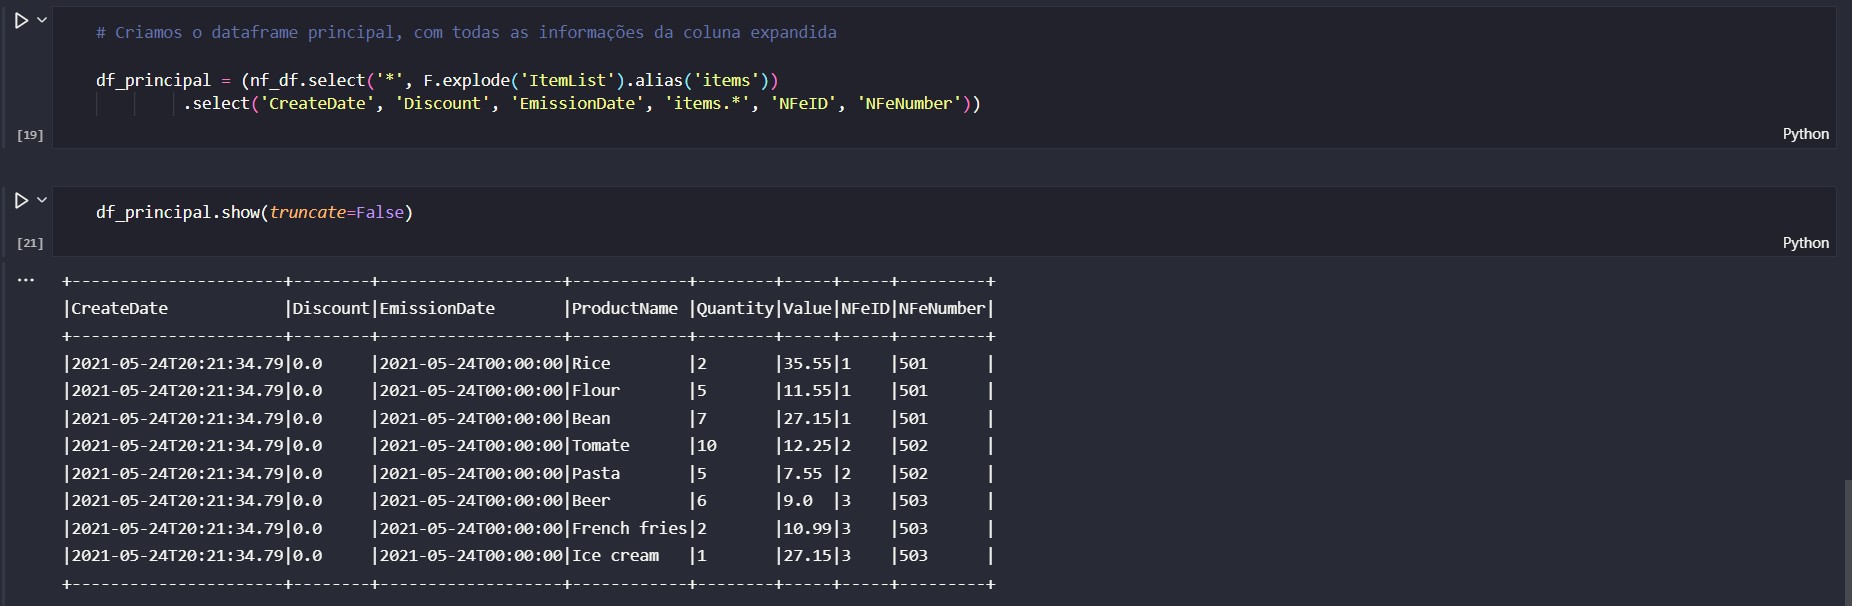 # Criamos o dataframe principal, com todas as informações da coluna expandida
df_principal = (nf_df.select('*', F.explode('ItemList').alias('items'))
.select('CreateDate', 'Discount', 'EmissionDate', 'items.*', 'NFeID', 'NFeNumber'))
[19]
Python
df_principal.show(truncate=False)
[21]
Python
...
+-----------------------+--------+-------------------+------------+--------+-----+-----+---------+
|CreateDate             |Discount|EmissionDate       |ProductName |Quantity|Value|NFeID|NFeNumber|
+-----------------------+--------+-------------------+------------+--------+-----+-----+---------+
|2021-05-24T20:21:34.79|0.0     |2021-05-24T00:00:00|Rice        |2       |35.55|1    |501      |
|2021-05-24T20:21:34.79|0.0     |2021-05-24T00:00:00|Flour       |5       |11.55|1    |501      |
|2021-05-24T20:21:34.79|0.0     |2021-05-24T00:00:00|Bean        |7       |27.15|1    |501      |
|2021-05-24T20:21:34.79|0.0     |2021-05-24T00:00:00|Tomate      |10      |12.25|2    |502      |
|2021-05-24T20:21:34.79|0.0     |2021-05-24T00:00:00|Pasta       |5       |7.55 |2    |502      |
|2021-05-24T20:21:34.79|0.0     |2021-05-24T00:00:00|Beer        |6       |9.0  |3    |503      |
|2021-05-24T20:21:34.79|0.0     |2021-05-24T00:00:00|French fries|2       |10.99|3    |503      |
|2021-05-24T20:21:34.79|0.0     |2021-05-24T00:00:00|Ice cream   |1       |27.15|3    |503      |
+-----------------------+--------+-------------------+------------+--------+-----+-----+---------+